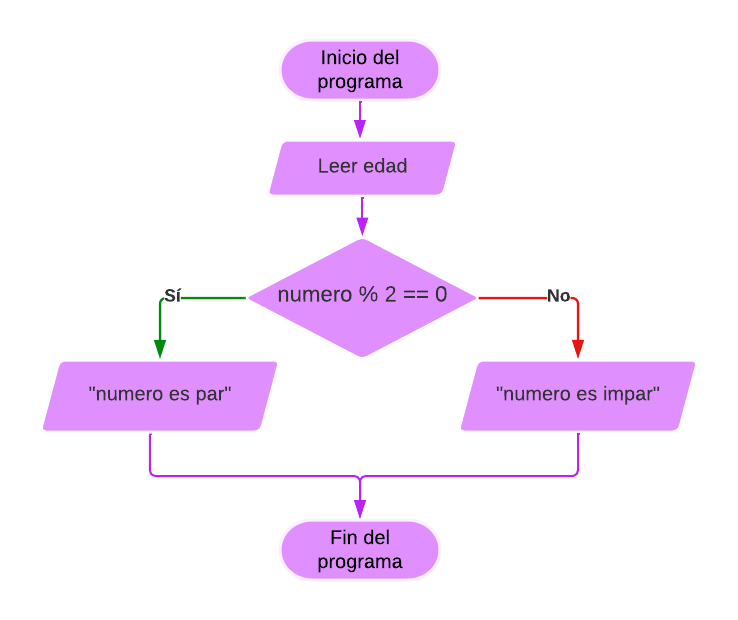 Inicio del
programa
Leer edad
numero % 2 == 0
Sí
No
"numero es par"
"numero es impar"
Fin del
programa